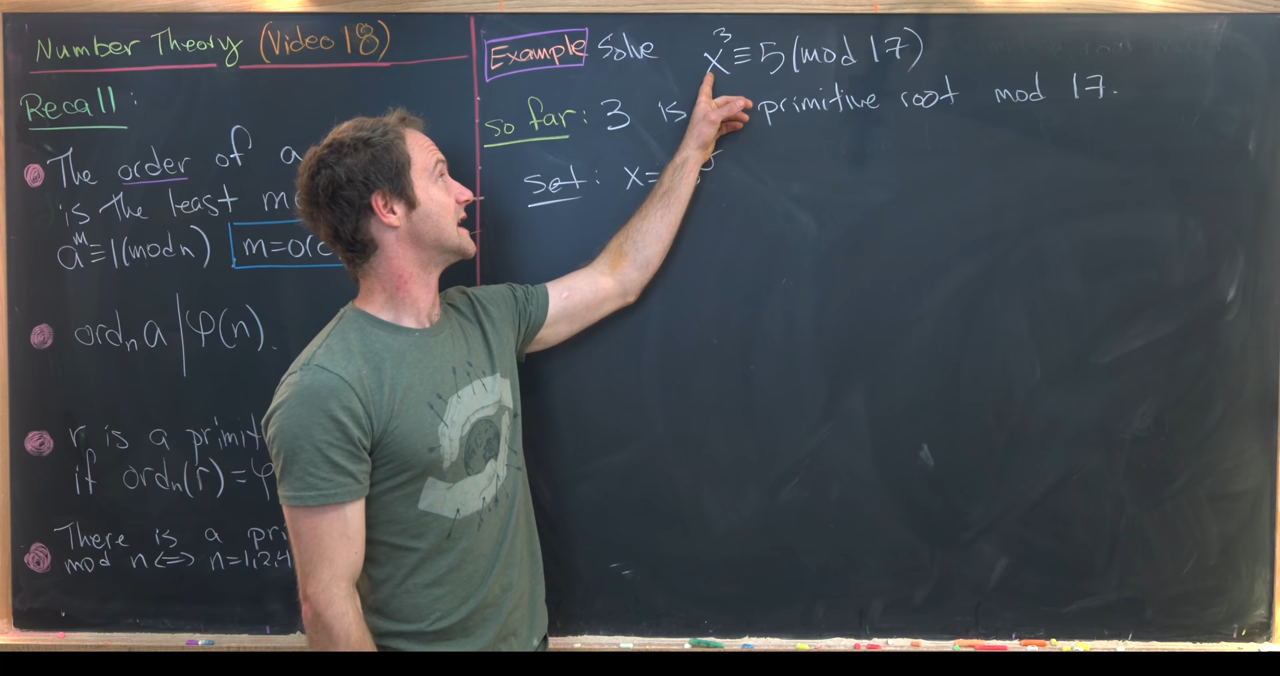 Number Theory (Video 18)
Recall:
The order of a
is the least m
a^m ≡ 1 (mod n) m=ord
ord_n a | φ(n).
r is a primit
if ord_n(r) = φ
There is a pri
mod n <=> n=1,2,4
Example Solve x^3 ≡ 5 (mod 17)
so far: 3 is primitive root mod 17.
set: x=